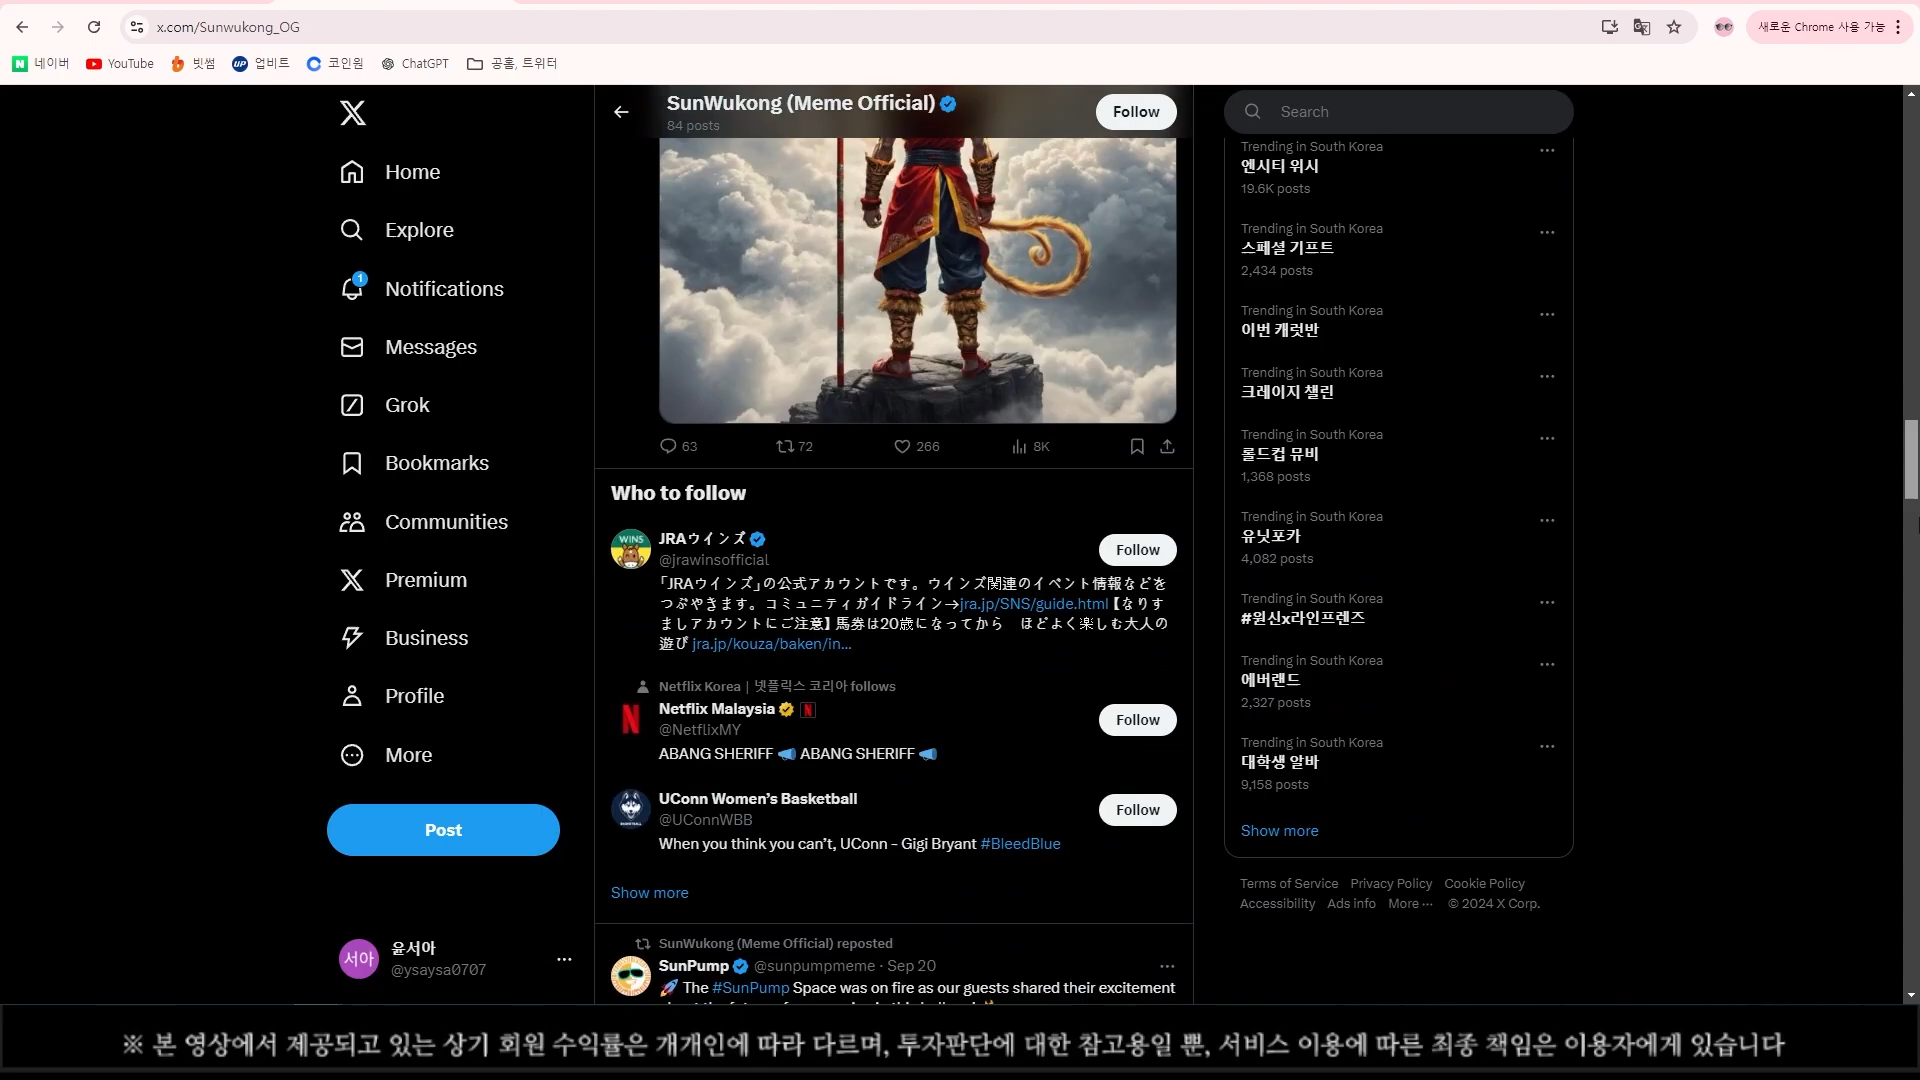 x.com/Sunwukong_OG
새로운 Chrome 사용 가능
네이버
YouTube
빗썸
업비트
코인원
ChatGPT
공홈, 트위터
Home
Explore
1
Notifications
Messages
Grok
Bookmarks
Communities
Premium
Business
Profile
More
Post
서아
윤서아
@ysaysa0707
SunWukong (Meme Official)
84 posts
Follow
63
72
266
8K
Who to follow
WINS
JRAウインズ
@jrawinsofficial
Follow
「JRAウインズ」の公式アカウントです。ウインズ関連のイベント情報などを
つぶやきます。コミュニティガイドライン→jra.jp/SNS/guide.html【なりす
ましアカウントにご注意】馬券は20歳になってから　ほどよく楽しむ大人の
遊び jra.jp/kouza/baken/in...
Netflix Korea | 넷플릭스 코리아 follows
Netflix Malaysia
@NetflixMY
Follow
ABANG SHERIFF 📣 ABANG SHERIFF 📣
UConn Women's Basketball
@UConnWBB
Follow
When you think you can't, UConn – Gigi Bryant #BleedBlue
Show more
SunWukong (Meme Official) reposted
SunPump @sunpumpmeme · Sep 20
🚀 The #SunPump Space was on fire as our guests shared their excitement
Search
Trending in South Korea
엔시티 위시
19.6K posts
Trending in South Korea
스페셜 기프트
2,434 posts
Trending in South Korea
이번 캐럿반
Trending in South Korea
크레이지 챌린
Trending in South Korea
롤드컵 뮤비
1,368 posts
Trending in South Korea
유닛포카
4,082 posts
Trending in South Korea
#원신x라인프렌즈
Trending in South Korea
에버랜드
2,327 posts
Trending in South Korea
대학생 알바
9,158 posts
Show more
Terms of Service Privacy Policy Cookie Policy
Accessibility Ads info More ··· © 2024 X Corp.
※ 본 영상에서 제공되고 있는 상기 회원 수익률은 개개인에 따라 다르며, 투자판단에 대한 참고용일 뿐, 서비스 이용에 따른 최종 책임은 이용자에게 있습니다